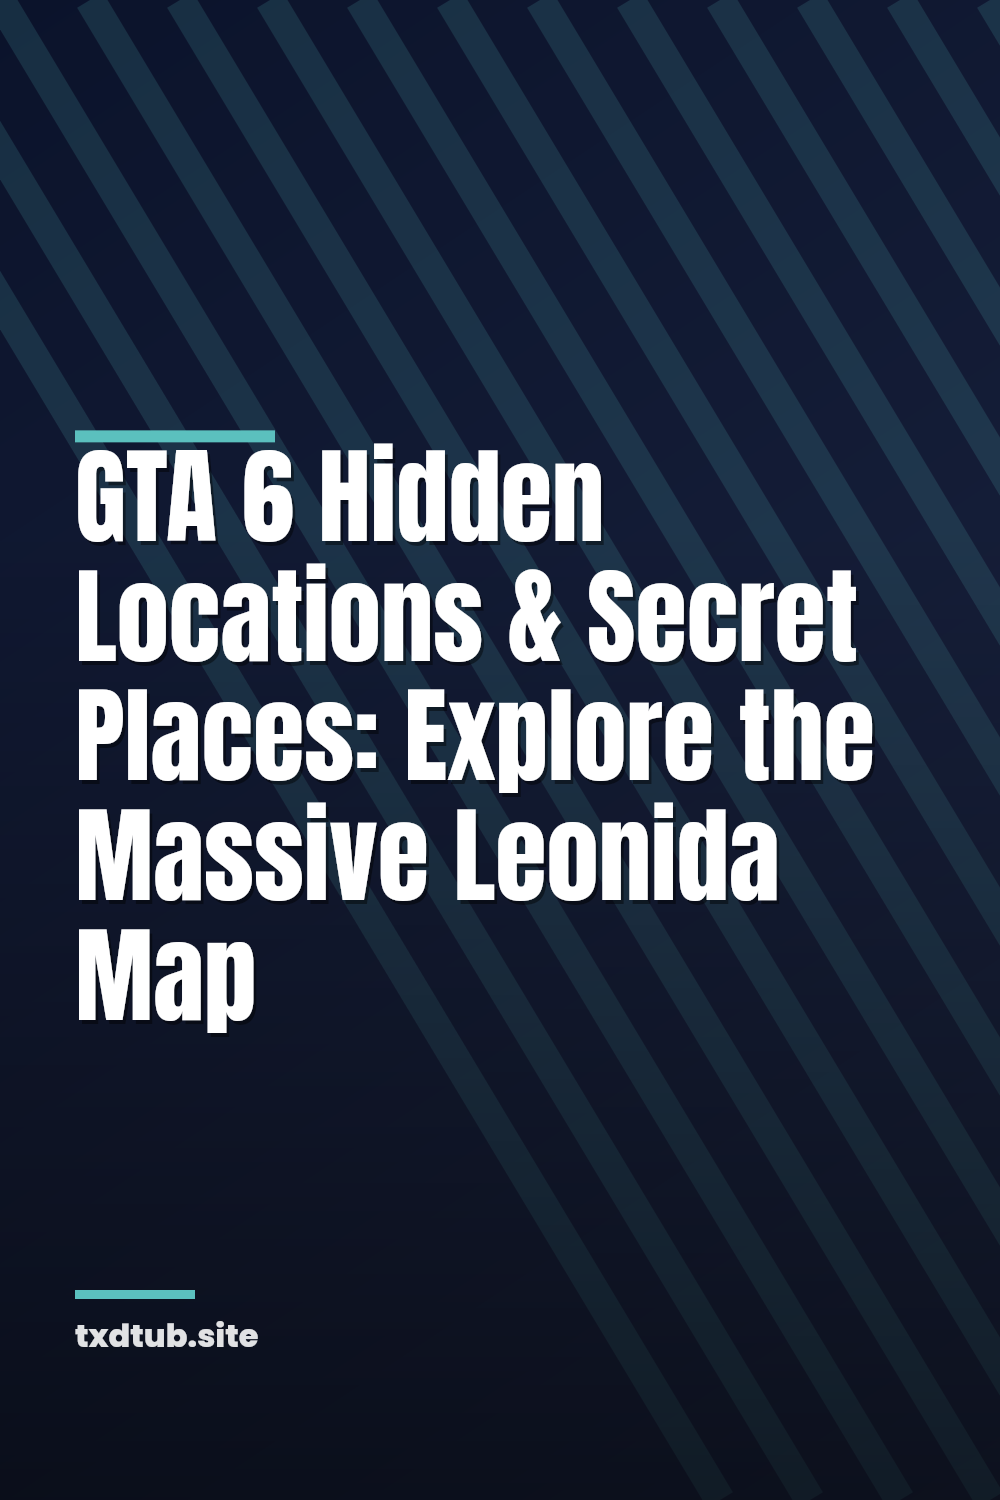 GTA 6 Hidden
Locations & Secret
Places: Explore the
Massive Leonida
Map
txdtub.site